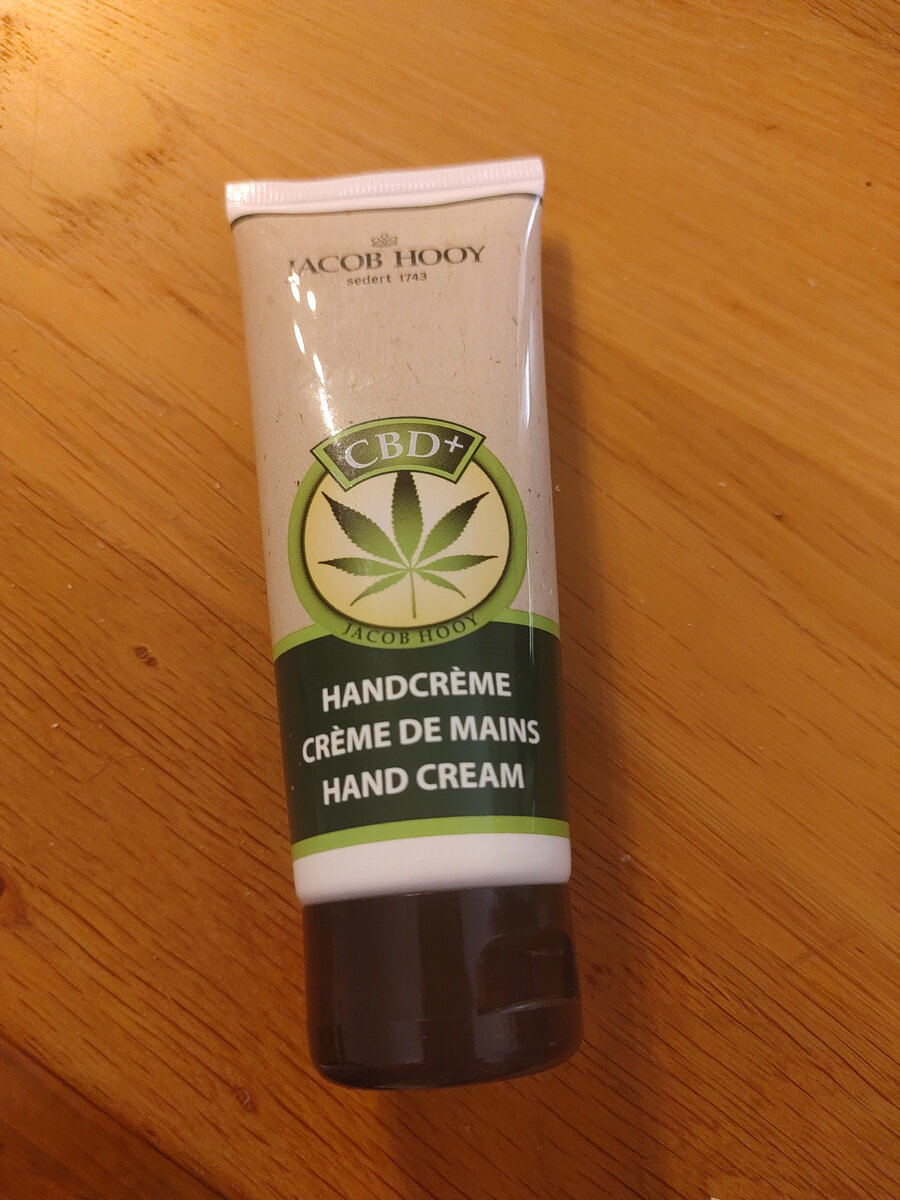 JACOB HOOY
sedert 1743
CBD+
JACOB HOOY
HANDCRÈME
CRÈME DE MAINS
HAND CREAM